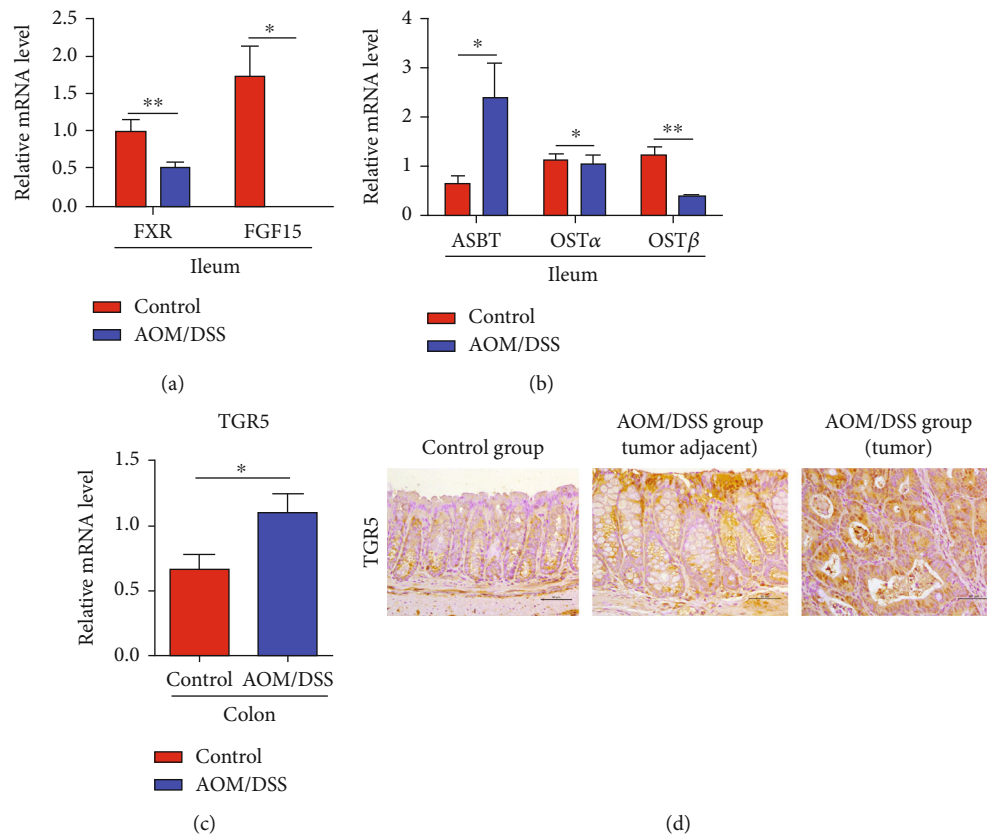 2.5
2.0
1.5
1.0
0.5
0.0
Relative mRNA level
**
*
FXR
FGF15
Ileum
Control
AOM/DSS
(a)
4
3
2
1
0
Relative mRNA level
*
*
**
ASBT
OSTα
OSTβ
Ileum
Control
AOM/DSS
(b)
TGR5
1.5
1.0
0.5
0.0
Relative mRNA level
*
Control
AOM/DSS
Colon
Control
AOM/DSS
(c)
Control group
AOM/DSS group
tumor adjacent)
AOM/DSS group
(tumor)
TGR5
(d)